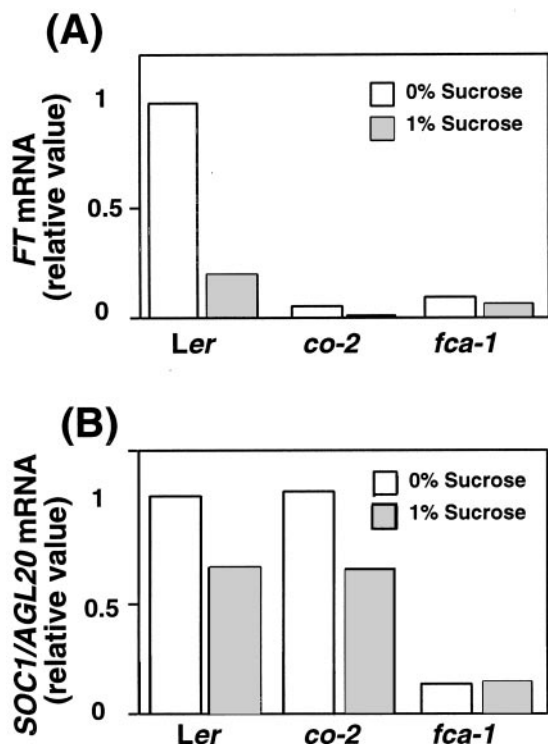 (A)
FT mRNA
(relative value)
1
0.5
0
0% Sucrose
1% Sucrose
Ler co-2 fca-1
(B)
SOC1/AGL20 mRNA
(relative value)
1
0.5
0
0% Sucrose
1% Sucrose
Ler co-2 fca-1